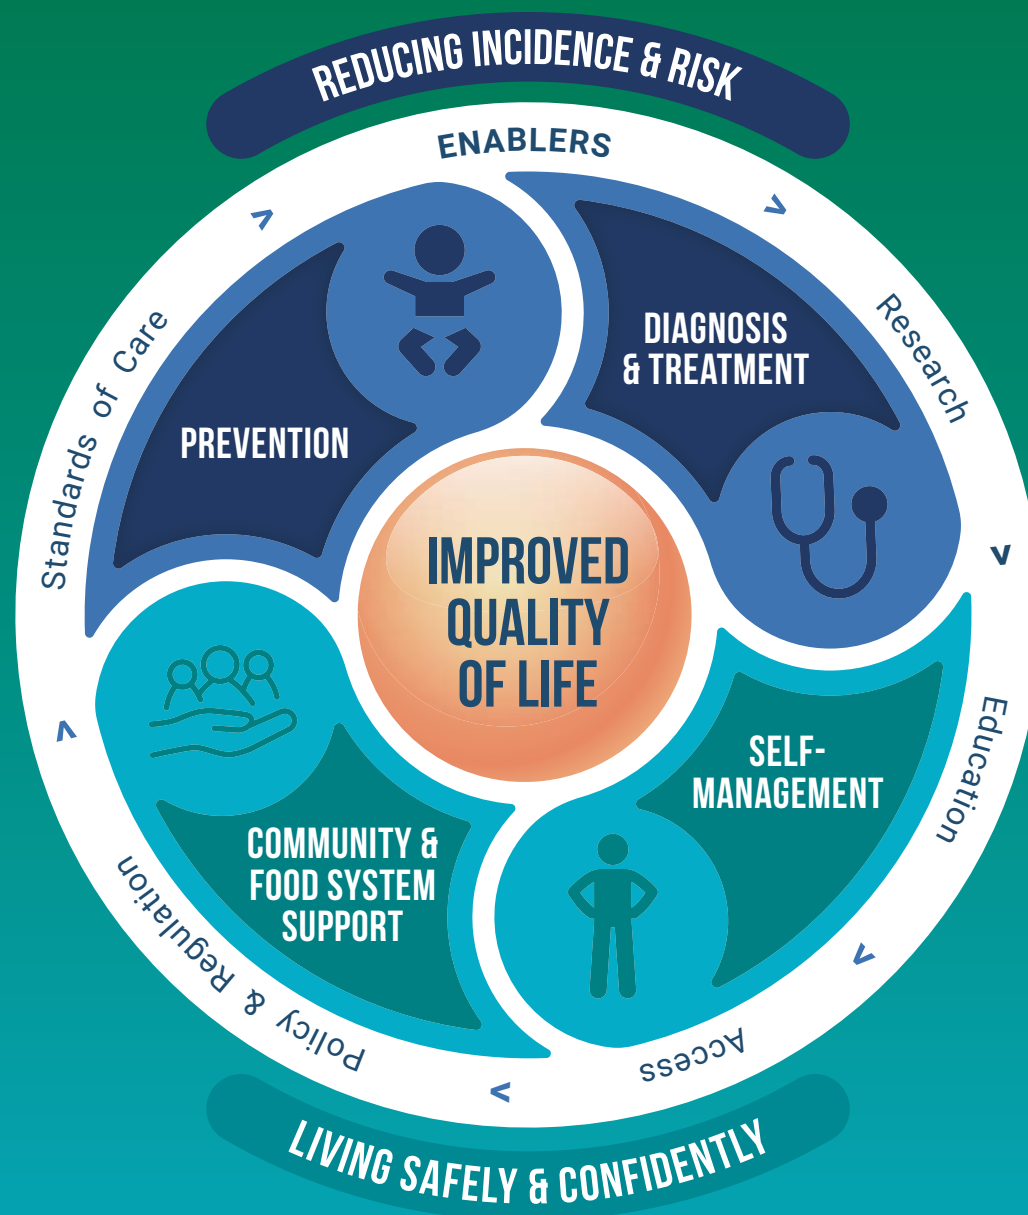 REDUCING INCIDENCE & RISK
ENABLERS
Research
Education
Access
Policy & Regulation
Standards of Care
PREVENTION
DIAGNOSIS
& TREATMENT
IMPROVED
QUALITY
OF LIFE
SELF-
MANAGEMENT
COMMUNITY &
FOOD SYSTEM
SUPPORT
LIVING SAFELY & CONFIDENTLY